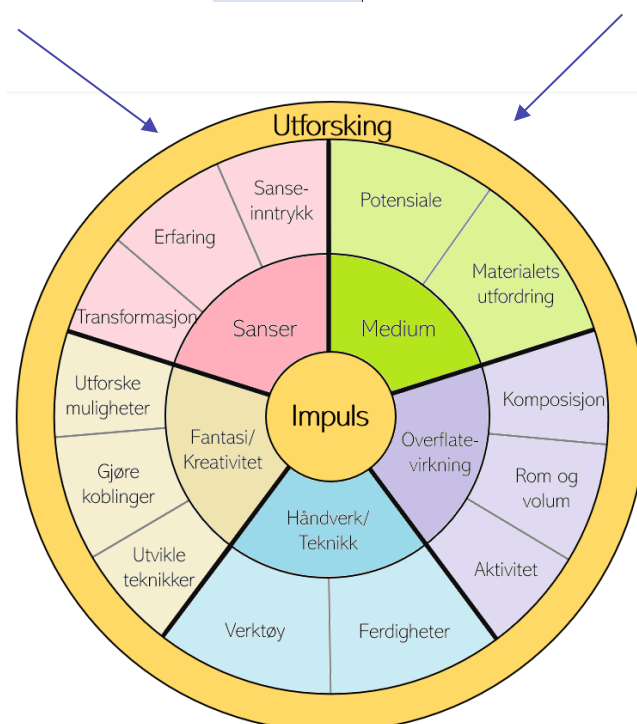 Utforsking
Sanse-
inntrykk
Erfaring
Transformasjon
Sanser
Potensiale
Materialets
utfordring
Medium
Impuls
Utforske
muligheter
Gjøre
koblinger
Utvikle
teknikker
Fantasi/
Kreativitet
Overflate-
virkning
Komposisjon
Rom og
volum
Aktivitet
Håndverk/
Teknikk
Verktøy
Ferdigheter